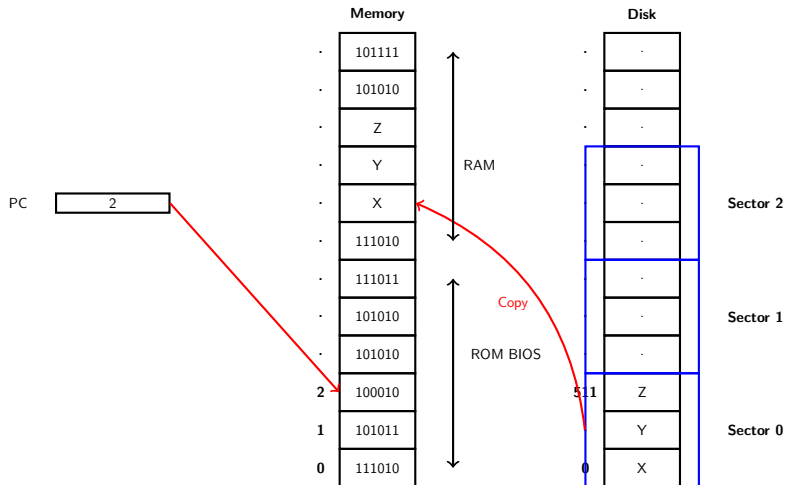 Memory Disk
. 101111 . .
. 101010 . .
. Z . .
. Y RAM . .
PC 2 . X . . Sector 2
. 111010 . .
. 111011 . .
Copy
. 101010 . . Sector 1
. 101010 ROM BIOS . .
2 100010 511 Z
1 101011 Y Sector 0
0 111010 0 X